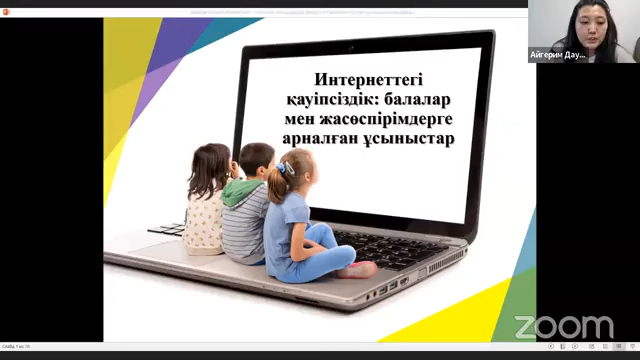 Интернеттегі
қауіпсіздік: балалар
мен жасөспірімдерге
арналған ұсыныстар
Айгерим Дау...
zoom